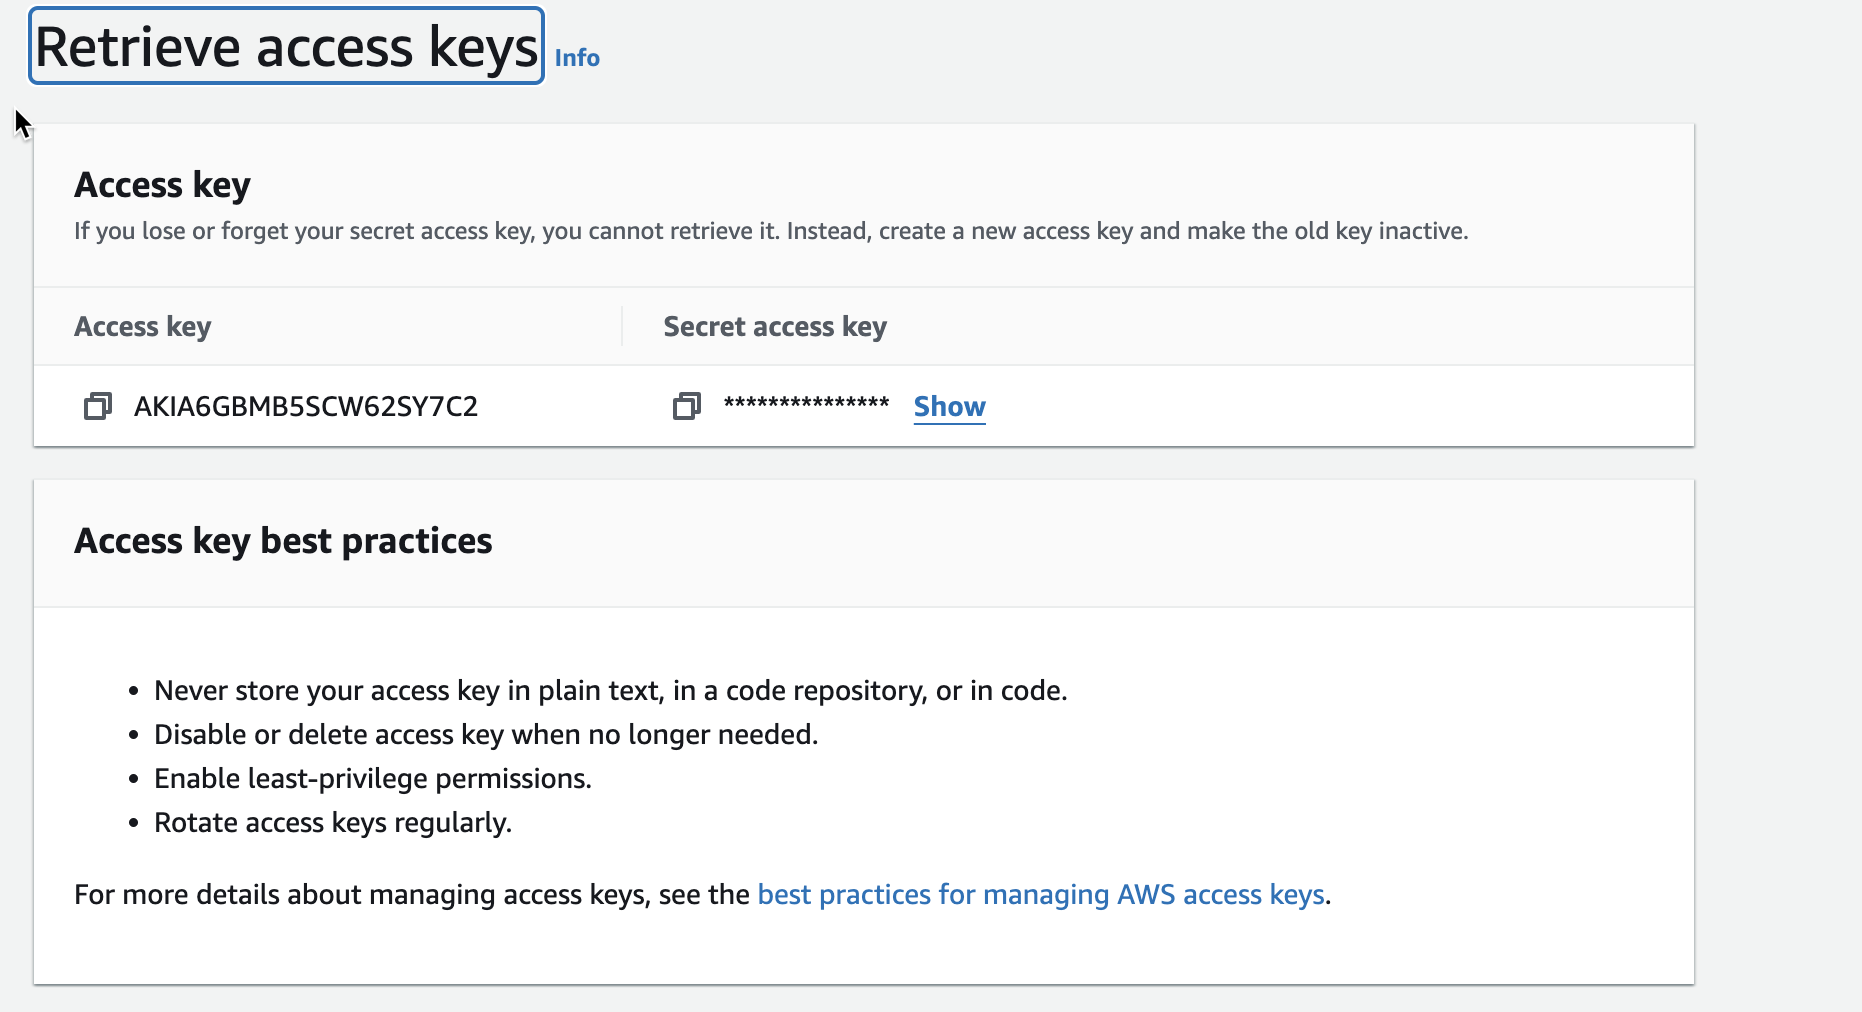 Retrieve access keys Info
Access key
If you lose or forget your secret access key, you cannot retrieve it. Instead, create a new access key and make the old key inactive.
Access key Secret access key
AKIA6GBMB5SCW62SY7C2 *************** Show
Access key best practices
• Never store your access key in plain text, in a code repository, or in code.
• Disable or delete access key when no longer needed.
• Enable least-privilege permissions.
• Rotate access keys regularly.
For more details about managing access keys, see the best practices for managing AWS access keys.